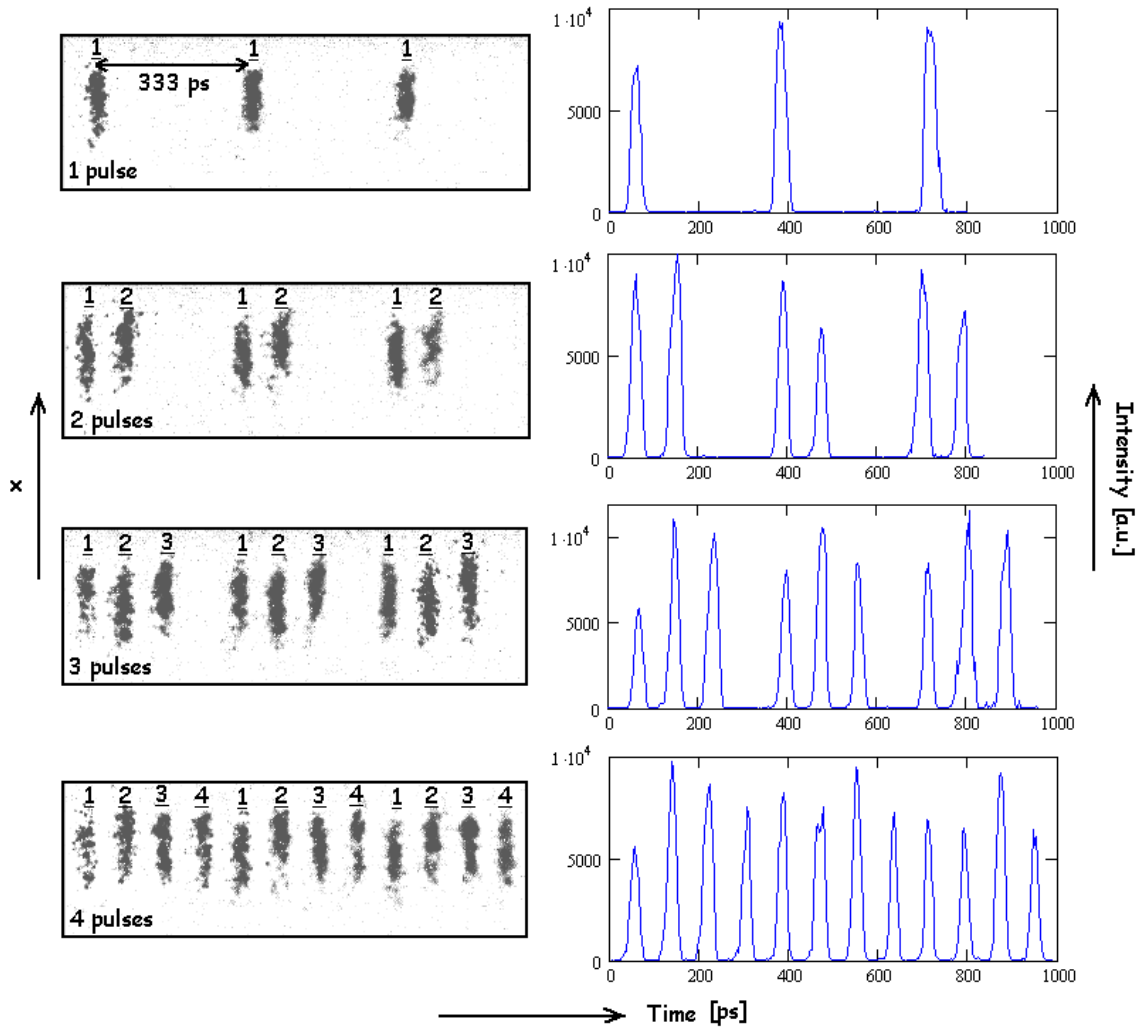 1 1 1
333 ps
1 pulse
1 ·10⁴
5000
0
0 200 400 600 800 1000
1 2 1 2 1 2
2 pulses
1 ·10⁴
5000
0
0 200 400 600 800 1000
x
Intensity [a.u.]
1 2 3 1 2 3 1 2 3
3 pulses
1 ·10⁴
5000
0
0 200 400 600 800 1000
1 2 3 4 1 2 3 4 1 2 3 4
4 pulses
1 ·10⁴
5000
0
0 200 400 600 800 1000
Time [ps]